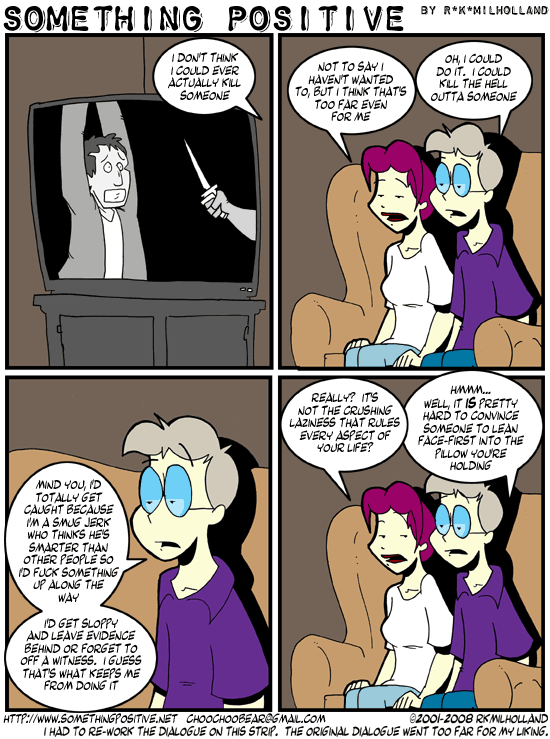 SOMETHING POSITIVE BY R*K*MILHOLLAND
I DON'T THINK
I COULD EVER
ACTUALLY KILL
SOMEONE
NOT TO SAY I
HAVEN'T WANTED
TO, BUT I THINK THAT'S
TOO FAR EVEN
FOR ME
OH, I COULD
DO IT. I COULD
KILL THE HELL
OUTTA SOMEONE
MIND YOU, I'D
TOTALLY GET
CAUGHT BECAUSE
I'M A SMUG JERK
WHO THINKS HE'S
SMARTER THAN
OTHER PEOPLE SO
I'D FUCK SOMETHING
UP ALONG THE
WAY
I'D GET SLOPPY
AND LEAVE EVIDENCE
BEHIND OR FORGET TO
OFF A WITNESS. I GUESS
THAT'S WHAT KEEPS ME
FROM DOING IT
REALLY? IT'S
NOT THE CRUSHING
LAZINESS THAT RULES
EVERY ASPECT OF
YOUR LIFE?
HMMM...
WELL, IT IS PRETTY
HARD TO CONVINCE
SOMEONE TO LEAN
FACE-FIRST INTO THE
PILLOW YOU'RE
HOLDING
HTTP://WWW.SOMETHINGPOSITIVE.NET CHOOCHOOBEAR@GMAIL.COM ©2001-2008 RKMILHOLLAND
I HAD TO RE-WORK THE DIALOGUE ON THIS STRIP. THE ORIGINAL DIALOGUE WENT TOO FAR FOR MY LIKING.